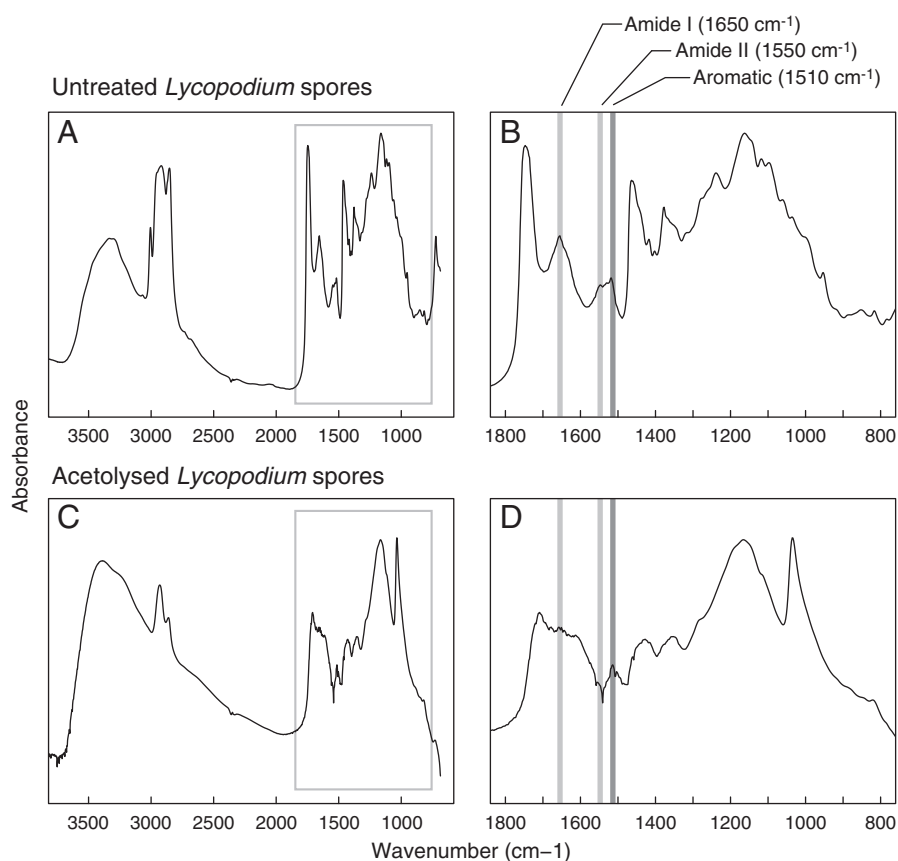 Amide I (1650 cm-1)
Amide II (1550 cm-1)
Aromatic (1510 cm-1)
Untreated Lycopodium spores
A
B
3500 3000 2500 2000 1500 1000
1800 1600 1400 1200 1000 800
Absorbance
Acetolysed Lycopodium spores
C
D
3500 3000 2500 2000 1500 1000
1800 1600 1400 1200 1000 800
Wavenumber (cm−1)